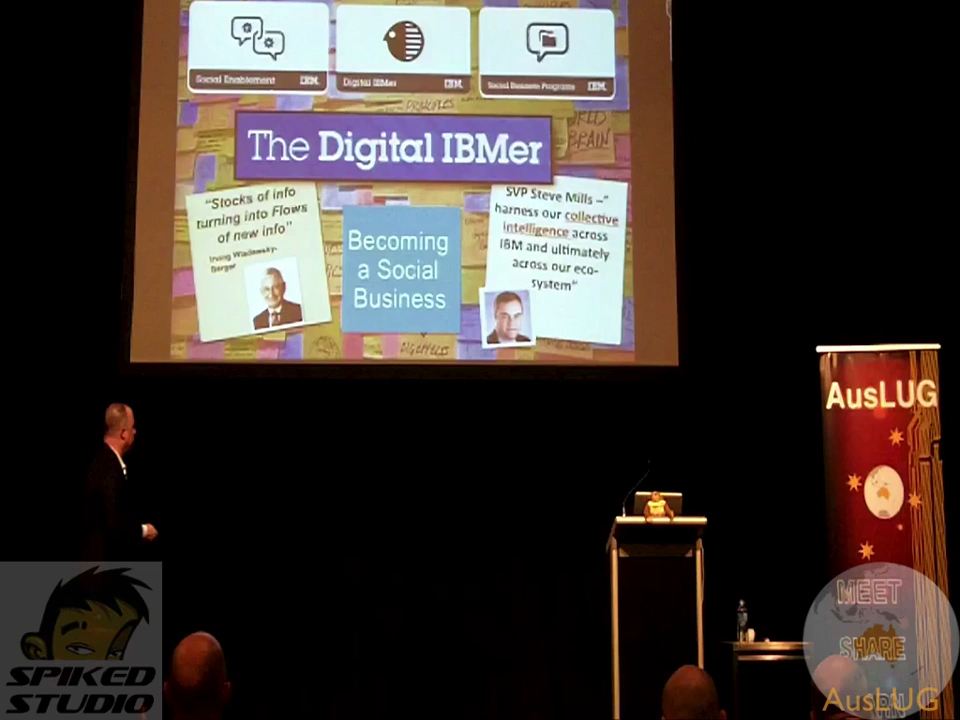 Social Enablement IBM
Digital IBMer IBM
Social Business Programs IBM
PRINCIPLES
BRAIN
The Digital IBMer
"Stocks of info
turning into Flows
of new info"
Irving Wladawsky-
Berger
Becoming
a Social
Business
SVP Steve Mills –"
harness our collective
intelligence across
IBM and ultimately
across our eco-
system"
AusLUG
MEET
SHARE
AusLUG
SPIKED
STUDIO